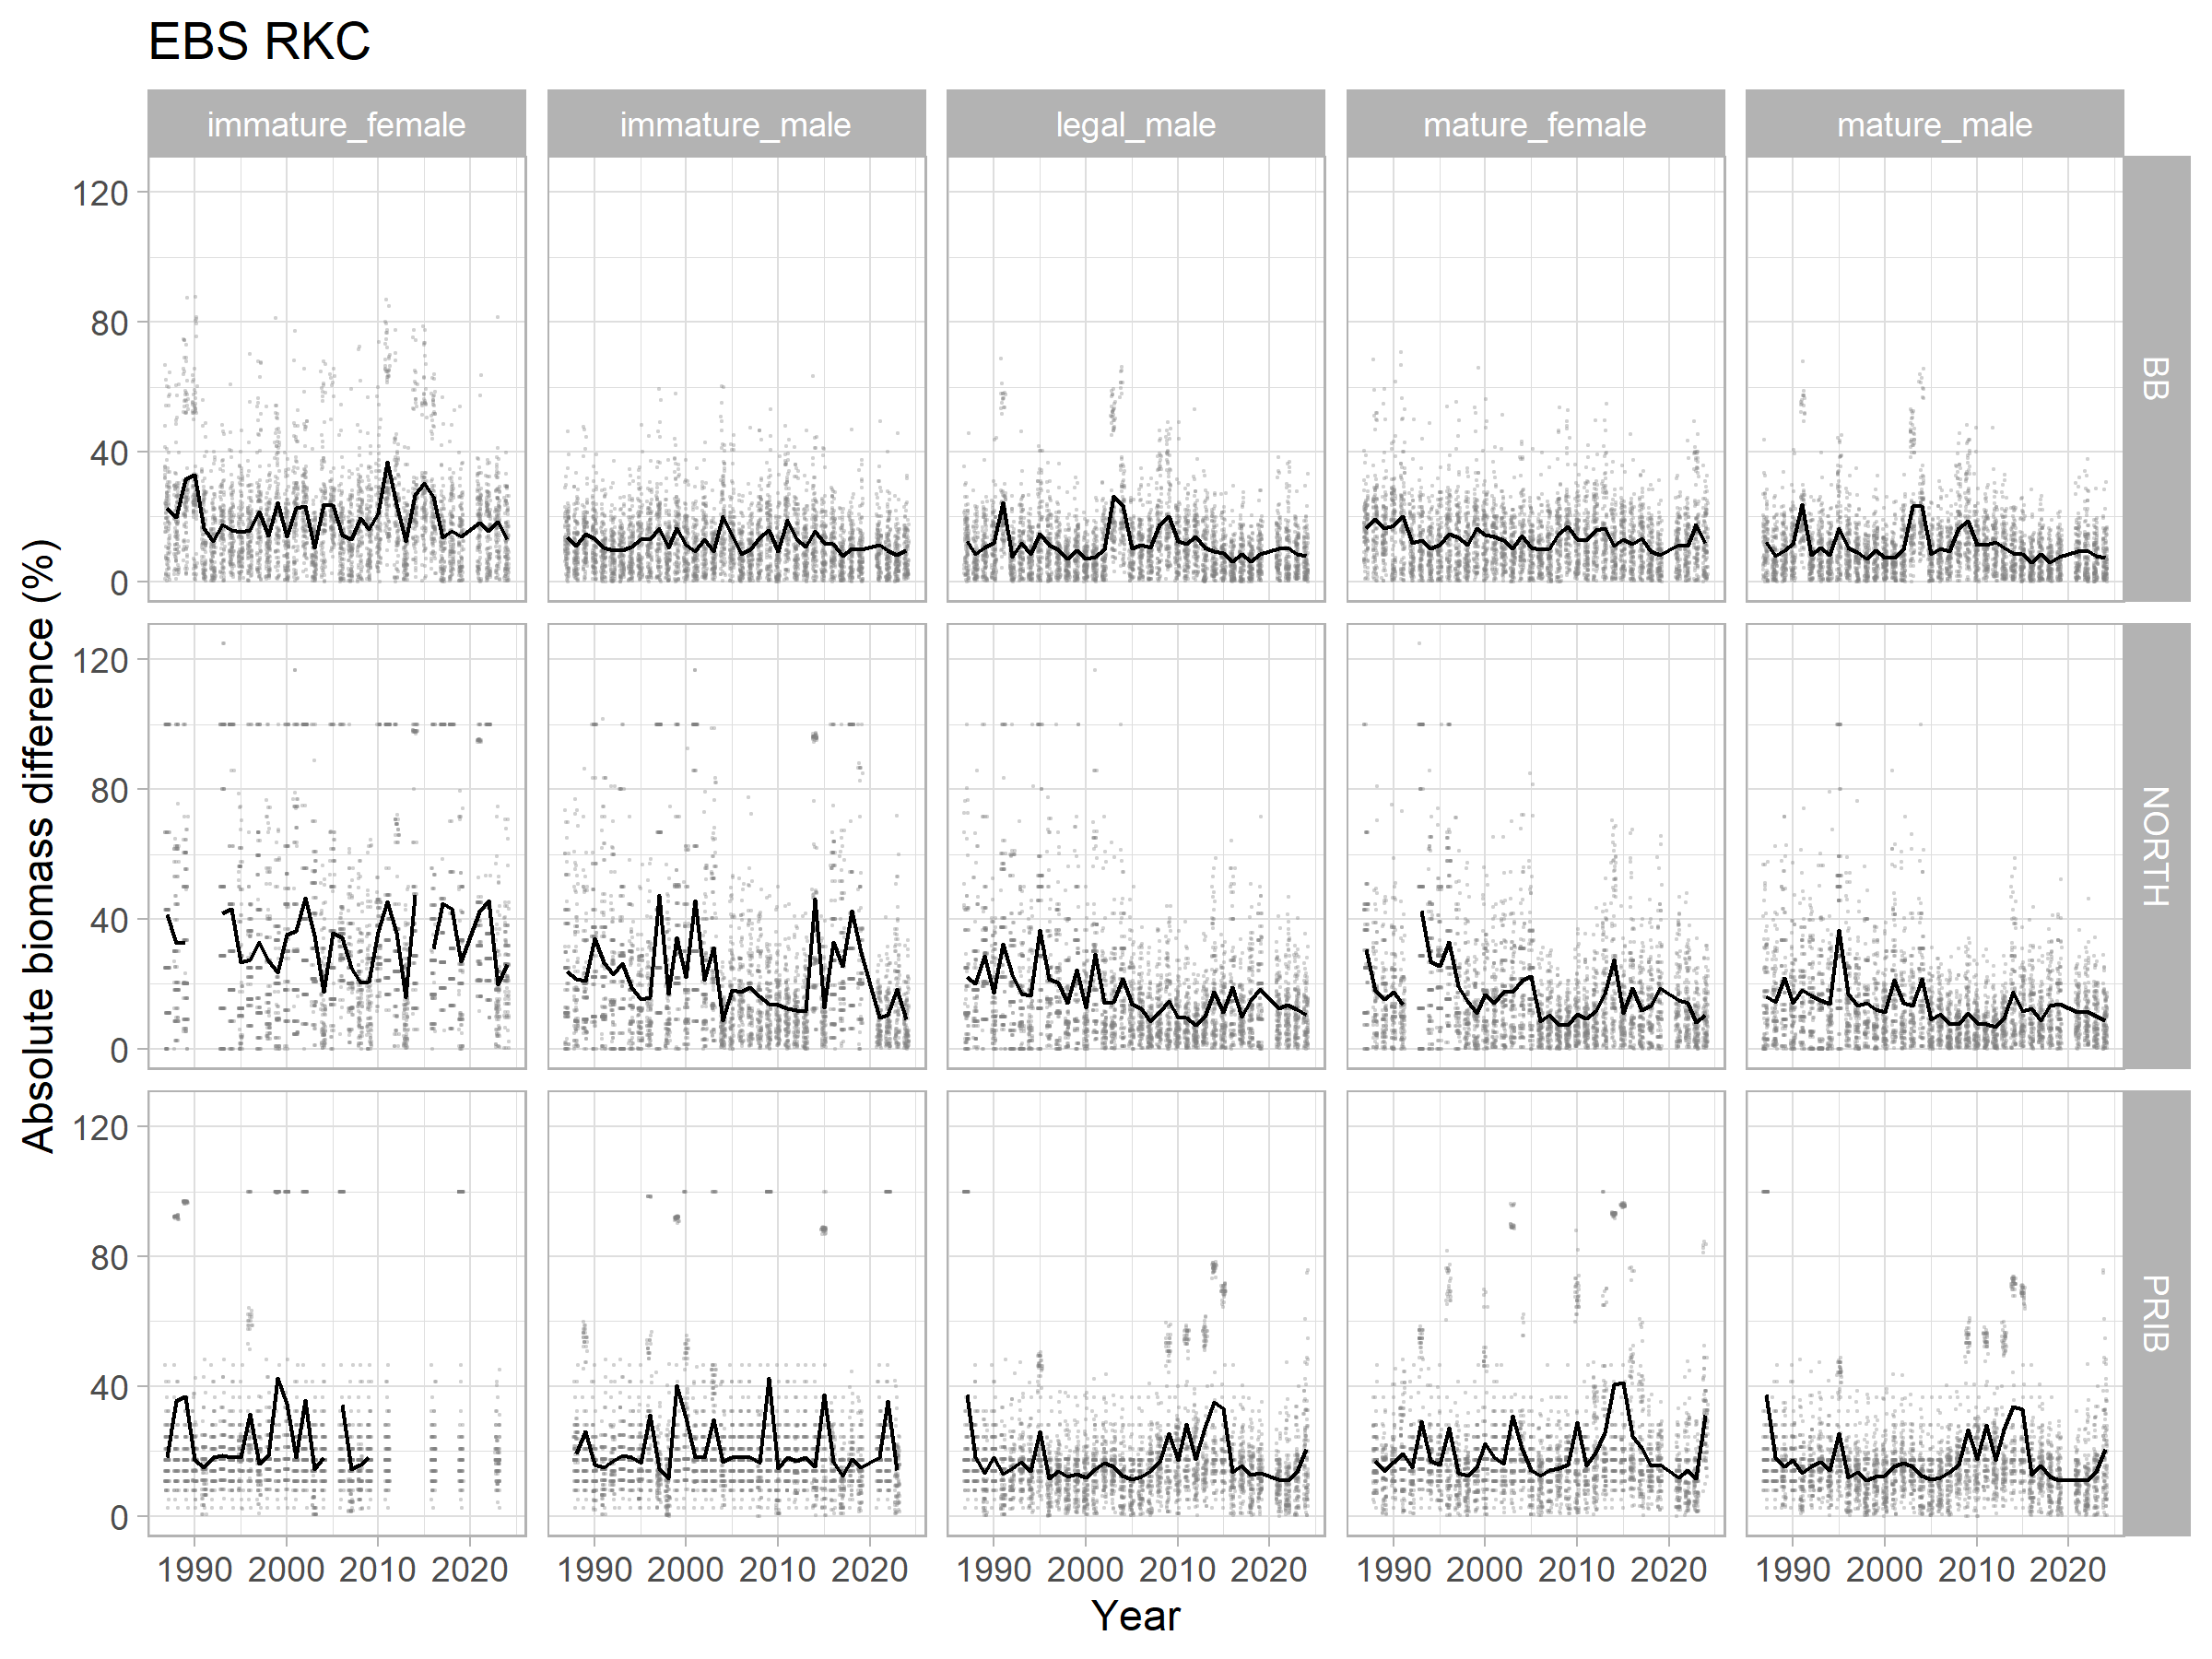 EBS RKC
immature_female immature_male legal_male mature_female mature_male
120
80
40
0
BB
120
80
40
0
NORTH
120
80
40
0
PRIB
Absolute biomass difference (%)
1990 2000 2010 2020 1990 2000 2010 2020 1990 2000 2010 2020 1990 2000 2010 2020 1990 2000 2010 2020
Year